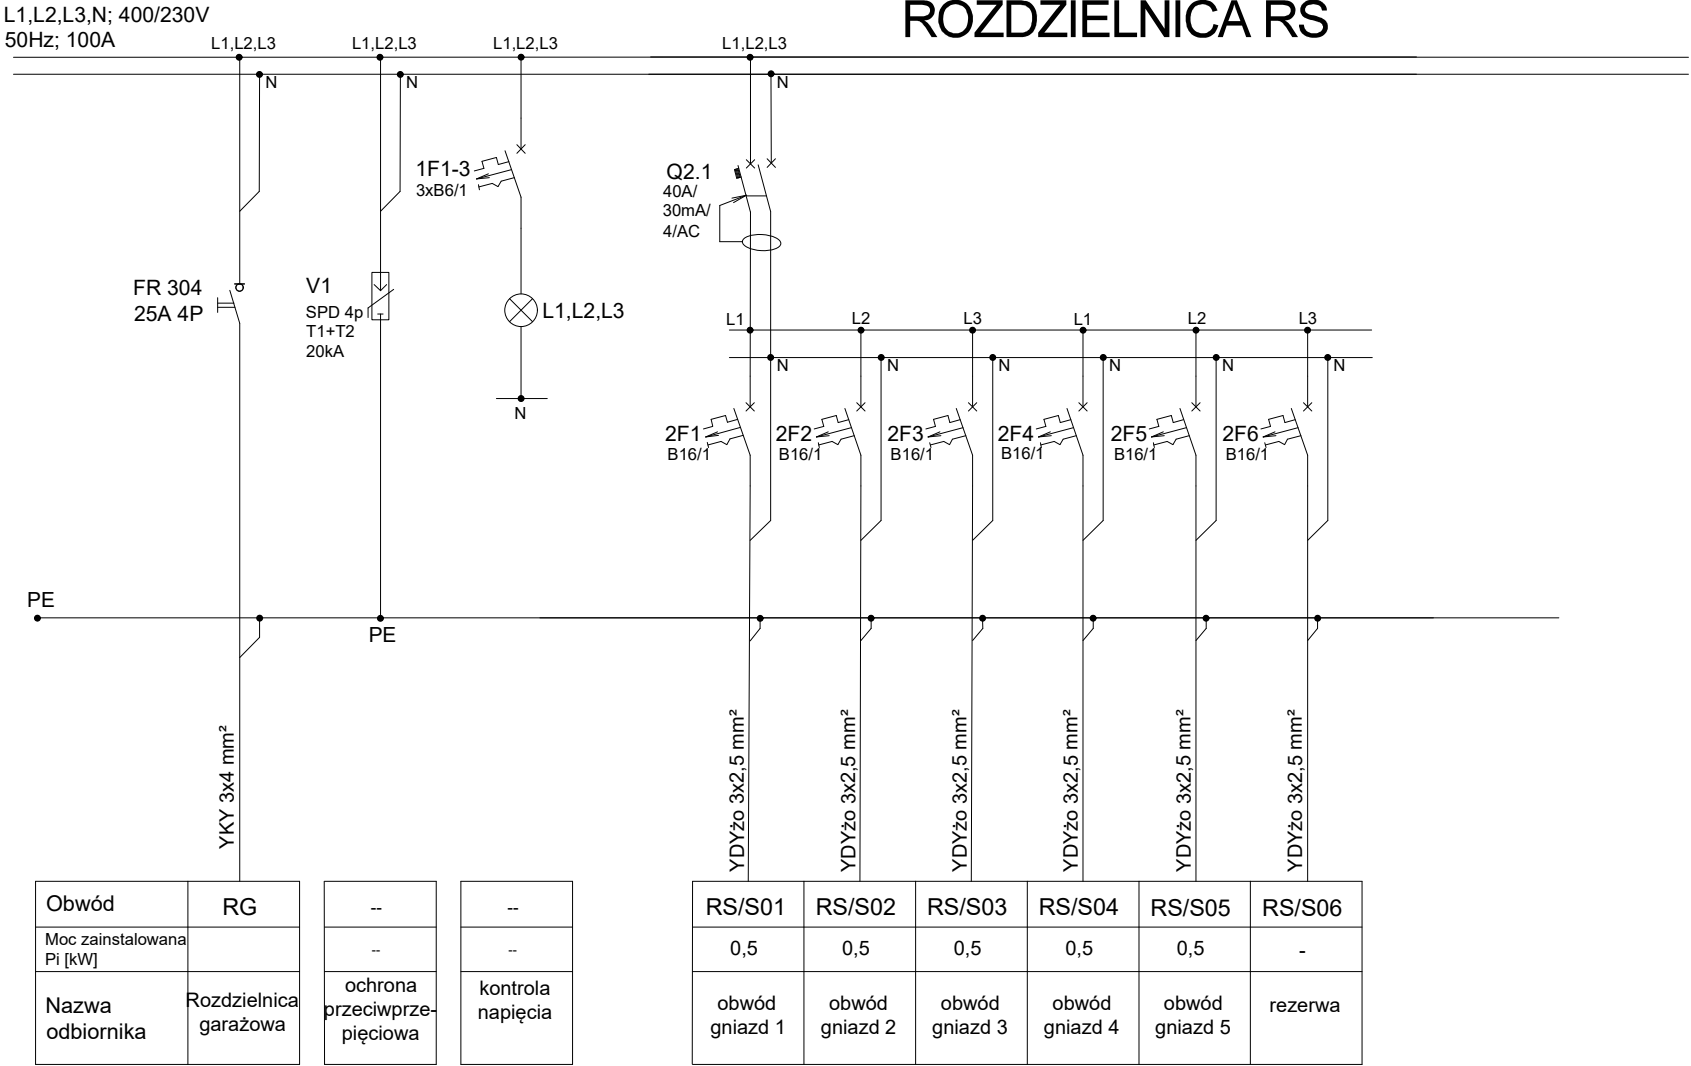 L1,L2,L3,N; 400/230V
50Hz; 100A
ROZDZIELNICA RS
L1,L2,L3
L1,L2,L3
L1,L2,L3
L1,L2,L3
N
N
N
1F1-3
3xB6/1
Q2.1
40A/
30mA/
4/AC
FR 304
25A 4P
V1
SPD 4p
T1+T2
20kA
L1,L2,L3
N
L1
L2
L3
L1
L2
L3
N
N
N
N
N
N
2F1
B16/1
2F2
B16/1
2F3
B16/1
2F4
B16/1
2F5
B16/1
2F6
B16/1
PE
PE
YKY 3x4 mm²
YDYżo 3x2,5 mm²
YDYżo 3x2,5 mm²
YDYżo 3x2,5 mm²
YDYżo 3x2,5 mm²
YDYżo 3x2,5 mm²
YDYżo 3x2,5 mm²
Obwód
RG
--
--
RS/S01
RS/S02
RS/S03
RS/S04
RS/S05
RS/S06
Moc zainstalowana
Pi [kW]
--
--
0,5
0,5
0,5
0,5
0,5
-
Nazwa
odbiornika
Rozdzielnica
garażowa
ochrona
przeciwprze-
pięciowa
kontrola
napięcia
obwód
gniazd 1
obwód
gniazd 2
obwód
gniazd 3
obwód
gniazd 4
obwód
gniazd 5
rezerwa